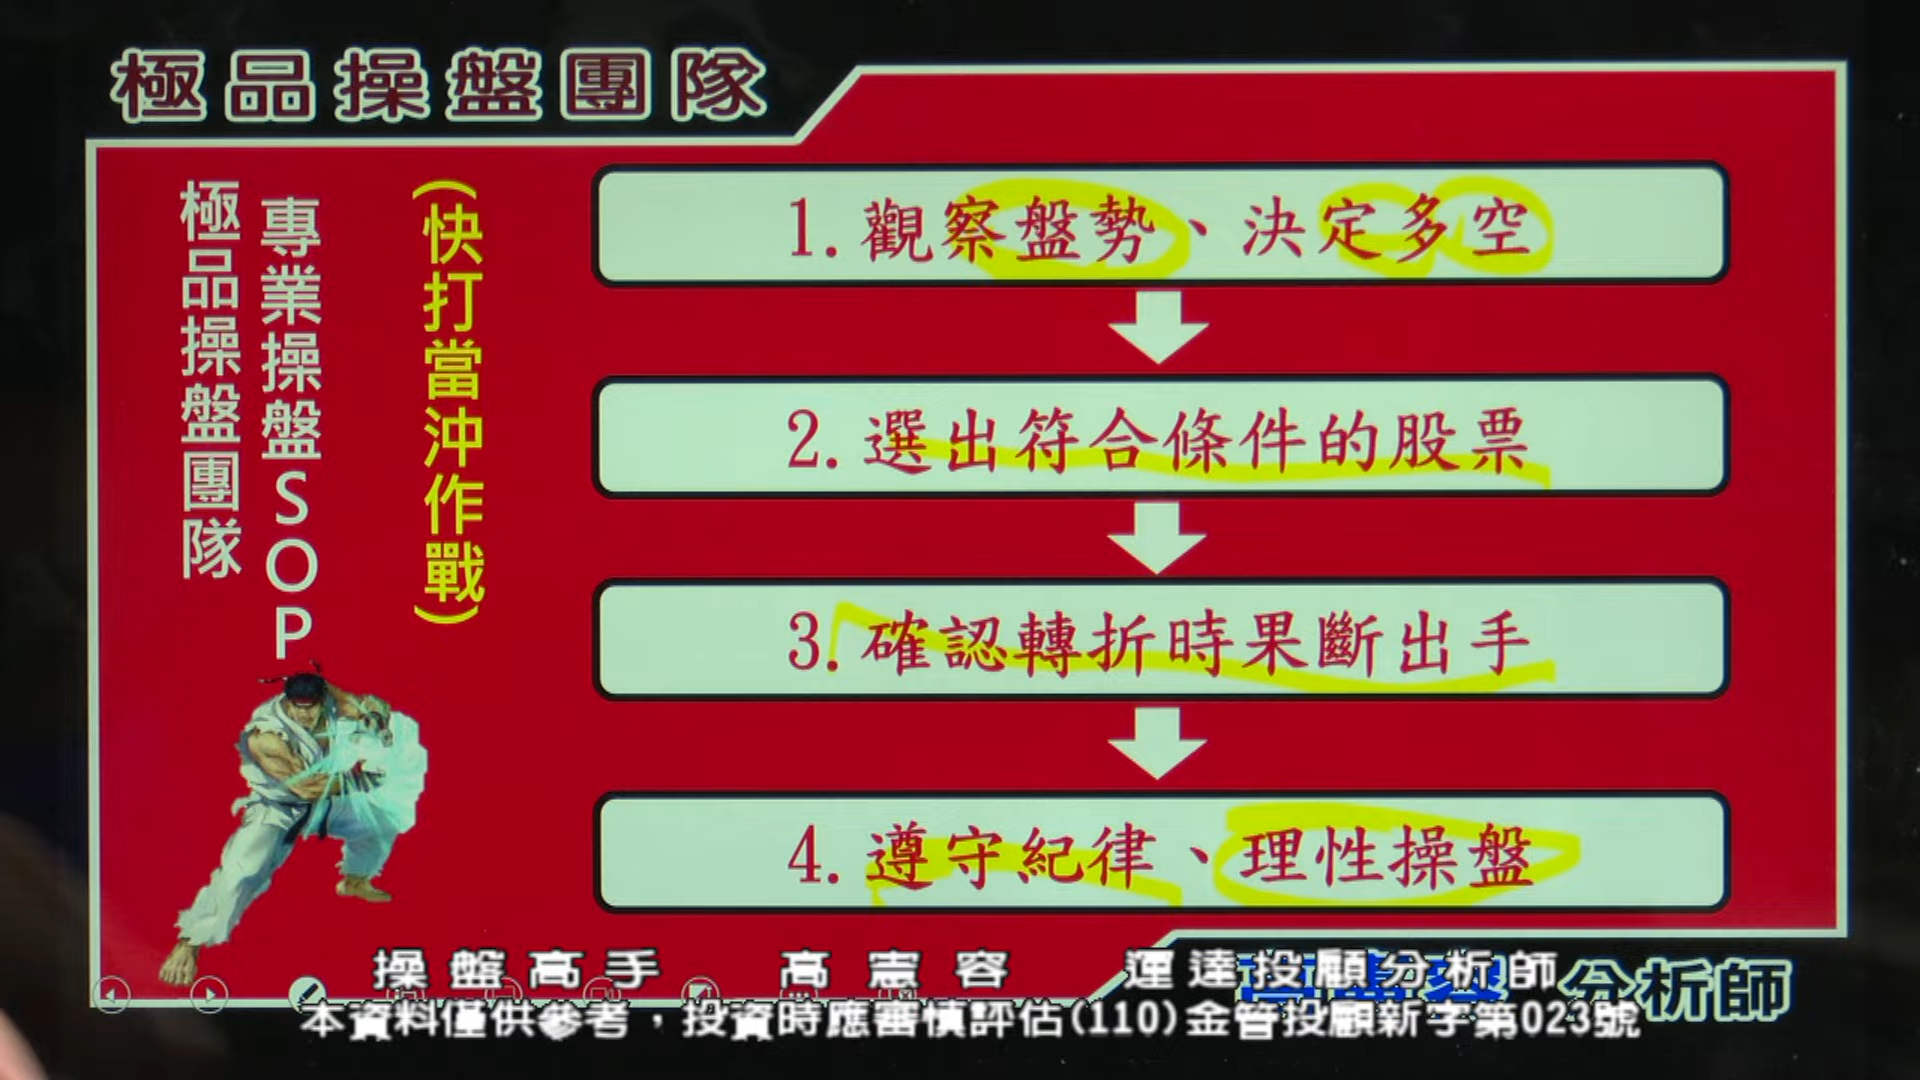 極品操盤團隊
極品操盤團隊
專業操盤SOP
(快打當沖作戰)
1.觀察盤勢、決定多空
2.選出符合條件的股票
3.確認轉折時果斷出手
4.遵守紀律、理性操盤
操盤高手 高憲容 運達投顧分析師
分析師
本資料僅供參考，投資時應審慎評估(110)金管投顧新字第023號